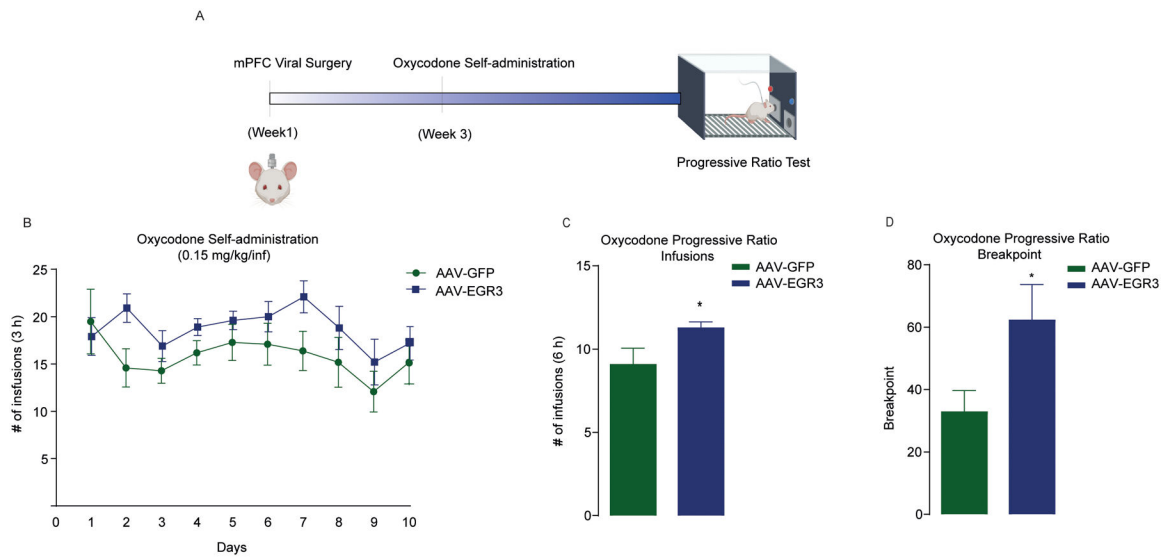 A
mPFC Viral Surgery
Oxycodone Self-administration
(Week1)
(Week 3)
Progressive Ratio Test
B
Oxycodone Self-administration
(0.15 mg/kg/inf)
AAV-GFP
AAV-EGR3
# of insfusions (3 h)
25
20
15
10
5
0
1
2
3
4
5
6
7
8
9
10
Days
C
Oxycodone Progressive Ratio
Infusions
AAV-GFP
AAV-EGR3
# of infusions (6 h)
15
10
5
0
*
D
Oxycodone Progressive Ratio
Breakpoint
AAV-GFP
AAV-EGR3
Breakpoint
80
60
40
20
0
*